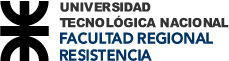 UNIVERSIDAD
TECNOLÓGICA NACIONAL
FACULTAD REGIONAL
RESISTENCIA